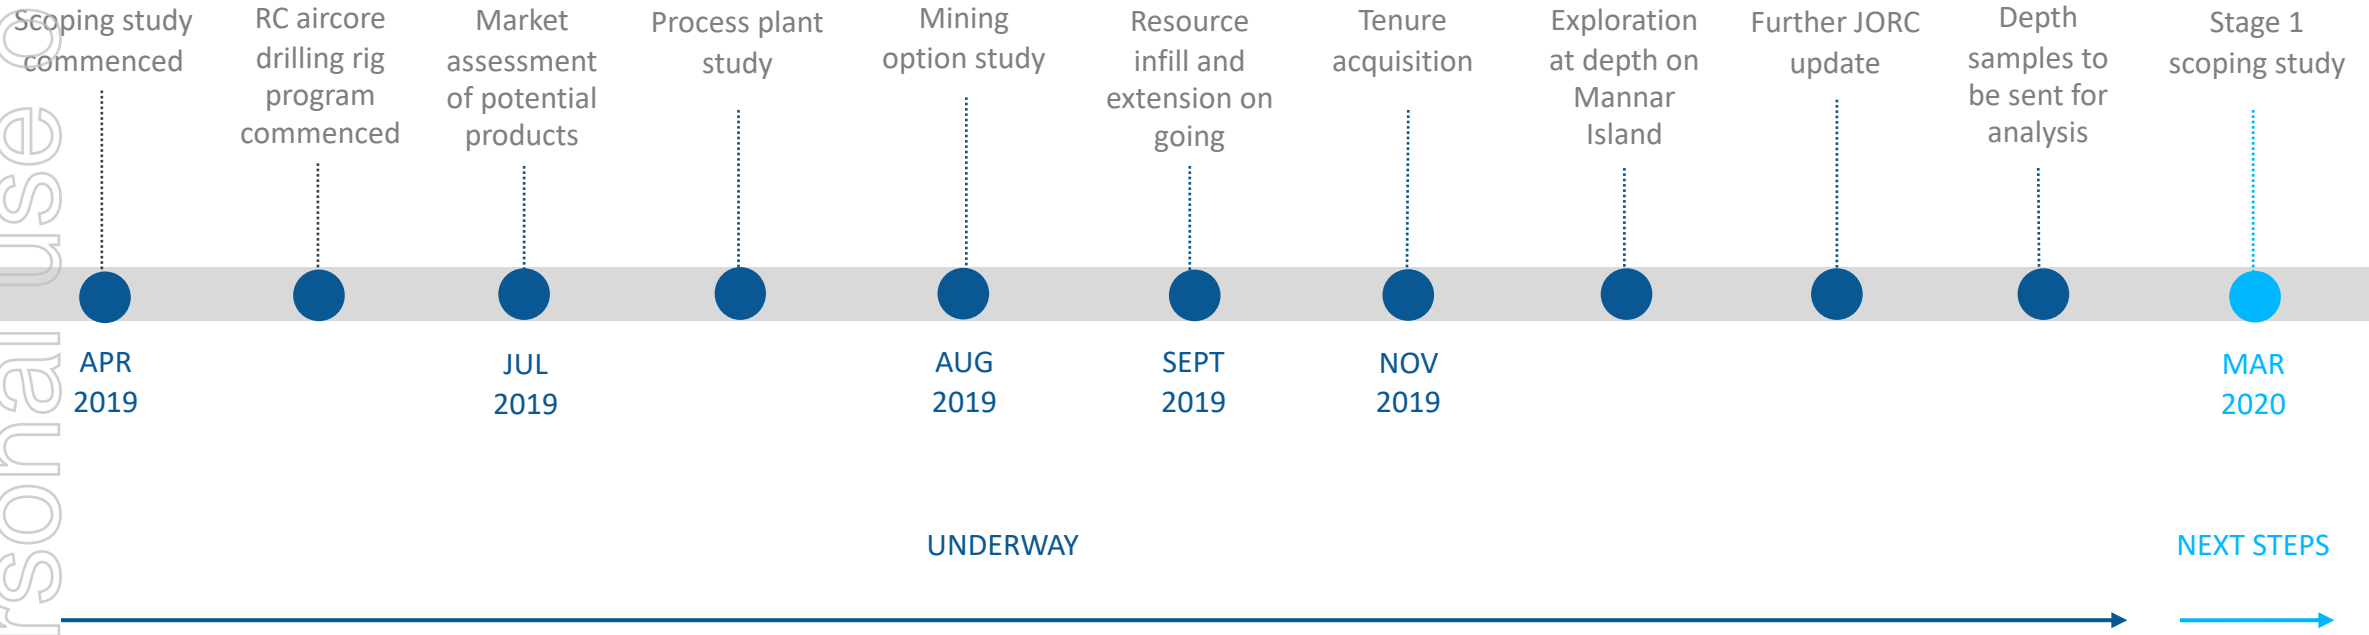 Scoping study
commenced
RC aircore
drilling rig
program
commenced
Market
assessment
of potential
products
Process plant
study
Mining
option study
Resource
infill and
extension on
going
Tenure
acquisition
Exploration
at depth on
Mannar
Island
Further JORC
update
Depth
samples to
be sent for
analysis
Stage 1
scoping study
APR
2019
JUL
2019
AUG
2019
SEPT
2019
NOV
2019
MAR
2020
UNDERWAY
NEXT STEPS
rsonal use o